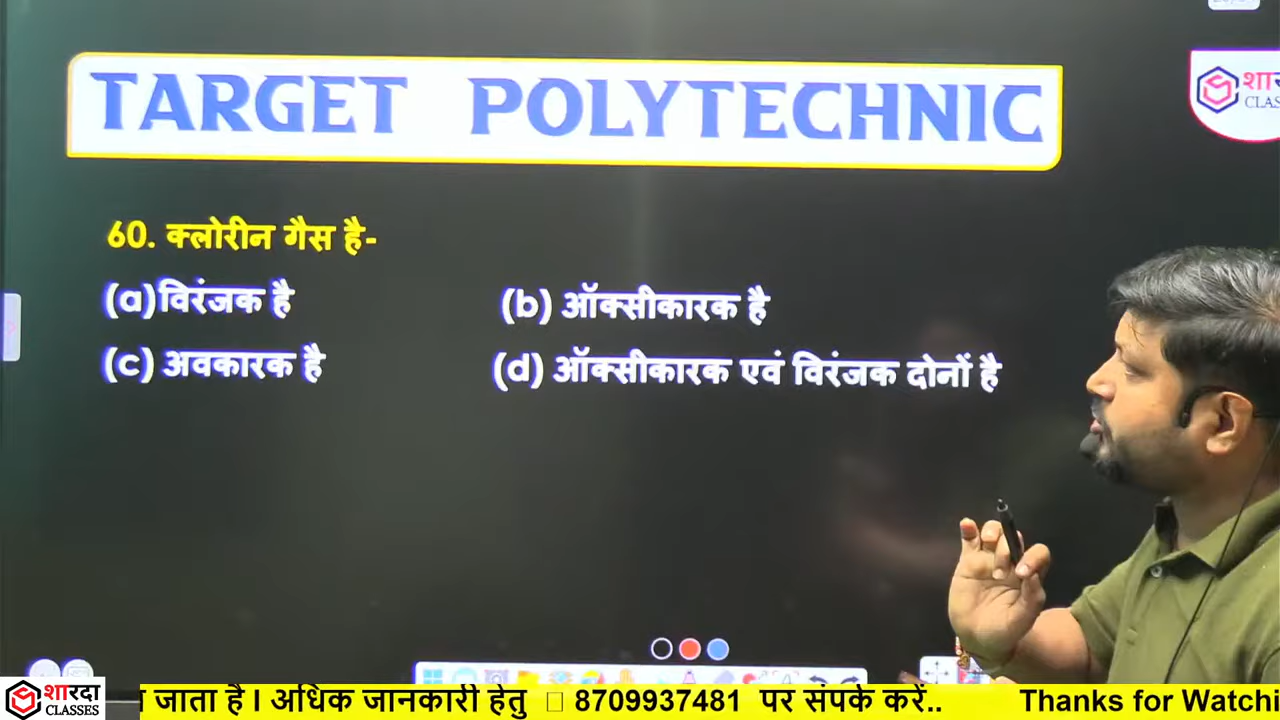 TARGET POLYTECHNIC
60. क्लोरीन गैस है-
(a)विरंजक है
(b) ऑक्सीकारक है
(c) अवकारक है
(d) ऑक्सीकारक एवं विरंजक दोनों है
शारदा
CLASSES
जाता है । अधिक जानकारी हेतु 8709937481 पर संपर्क करें.. Thanks for